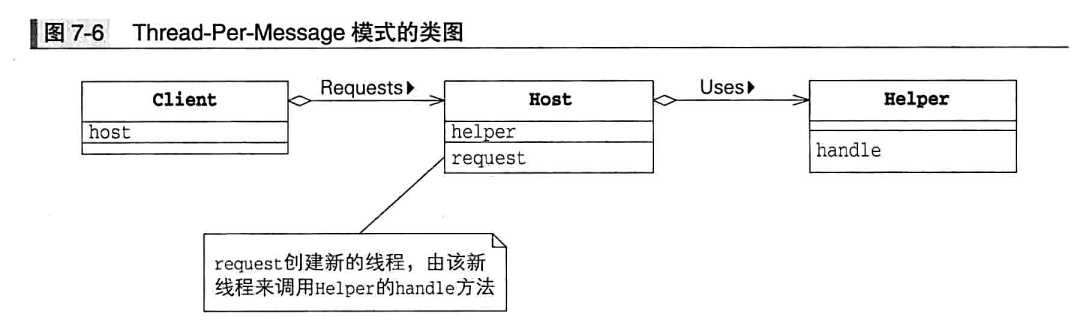 图 7-6 Thread-Per-Message 模式的类图
Client
host
Requests
Host
helper
request
Uses
Helper
handle
request创建新的线程，由该新
线程来调用Helper的handle方法